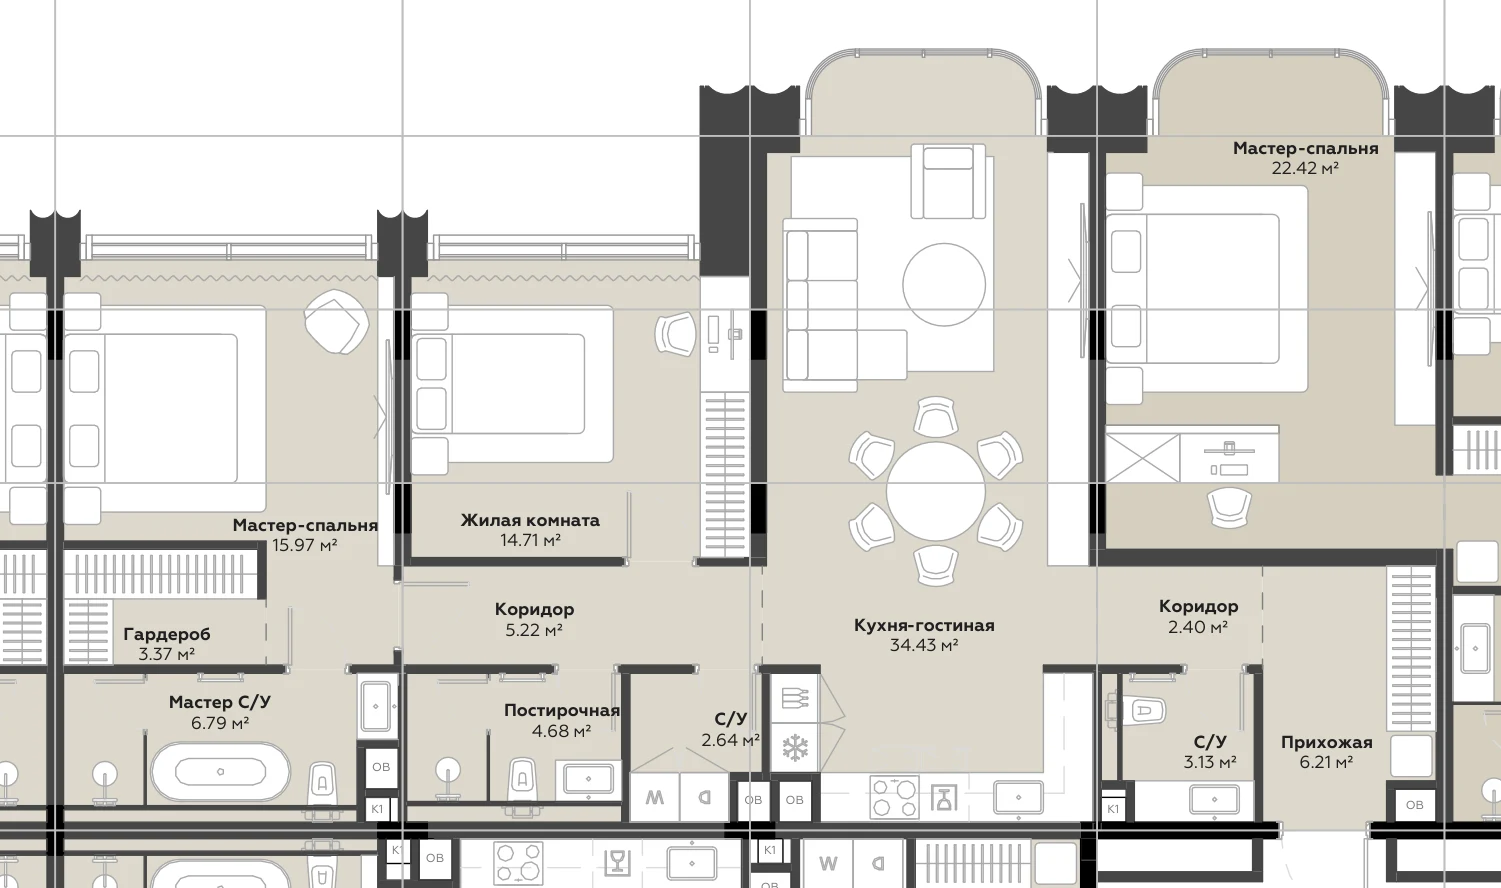 Мастер-спальня
22.42 м²
Мастер-спальня
15.97 м²
Жилая комната
14.71 м²
Гардероб
3.37 м²
Коридор
5.22 м²
Кухня-гостиная
34.43 м²
Коридор
2.40 м²
Мастер С/У
6.79 м²
Постирочная
4.68 м²
С/У
2.64 м²
С/У
3.13 м²
Прихожая
6.21 м²
ОВ
К1
W
D
ОВ
ОВ
К1
ОВ
К1
ОВ
К1
ОВ
W
D